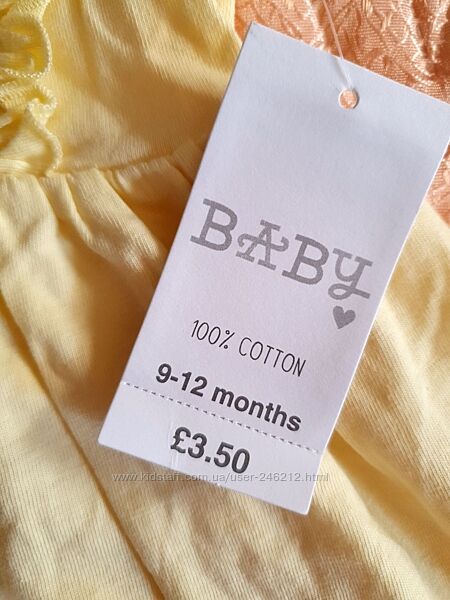 BABY
100% COTTON
9-12 months
£3.50
www.kidstaff.com.ua/user-246212.html